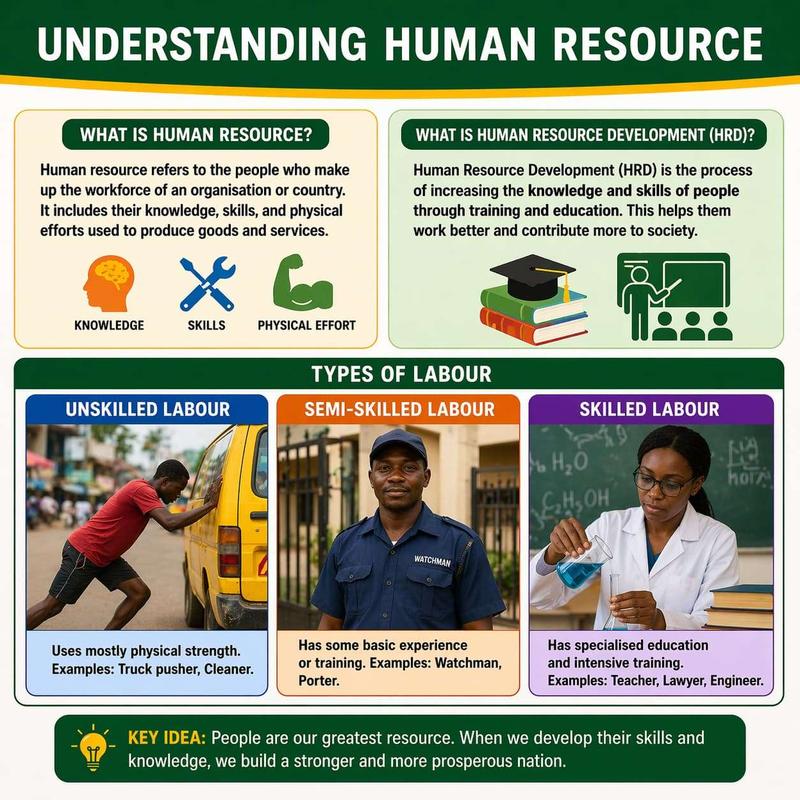 UNDERSTANDING HUMAN RESOURCE
WHAT IS HUMAN RESOURCE?
Human resource refers to the people who make
up the workforce of an organisation or country.
It includes their knowledge, skills, and physical
efforts used to produce goods and services.
KNOWLEDGE
SKILLS
PHYSICAL EFFORT
WHAT IS HUMAN RESOURCE DEVELOPMENT (HRD)?
Human Resource Development (HRD) is the process
of increasing the knowledge and skills of people
through training and education. This helps them
work better and contribute more to society.
TYPES OF LABOUR
UNSKILLED LABOUR
Uses mostly physical strength.
Examples: Truck pusher, Cleaner.
SEMI-SKILLED LABOUR
WATCHMAN
Has some basic experience
or training. Examples: Watchman,
Porter.
SKILLED LABOUR
H₂O
C₂H₅OH
Has specialised education
and intensive training.
Examples: Teacher, Lawyer, Engineer.
KEY IDEA: People are our greatest resource. When we develop their skills and
knowledge, we build a stronger and more prosperous nation.